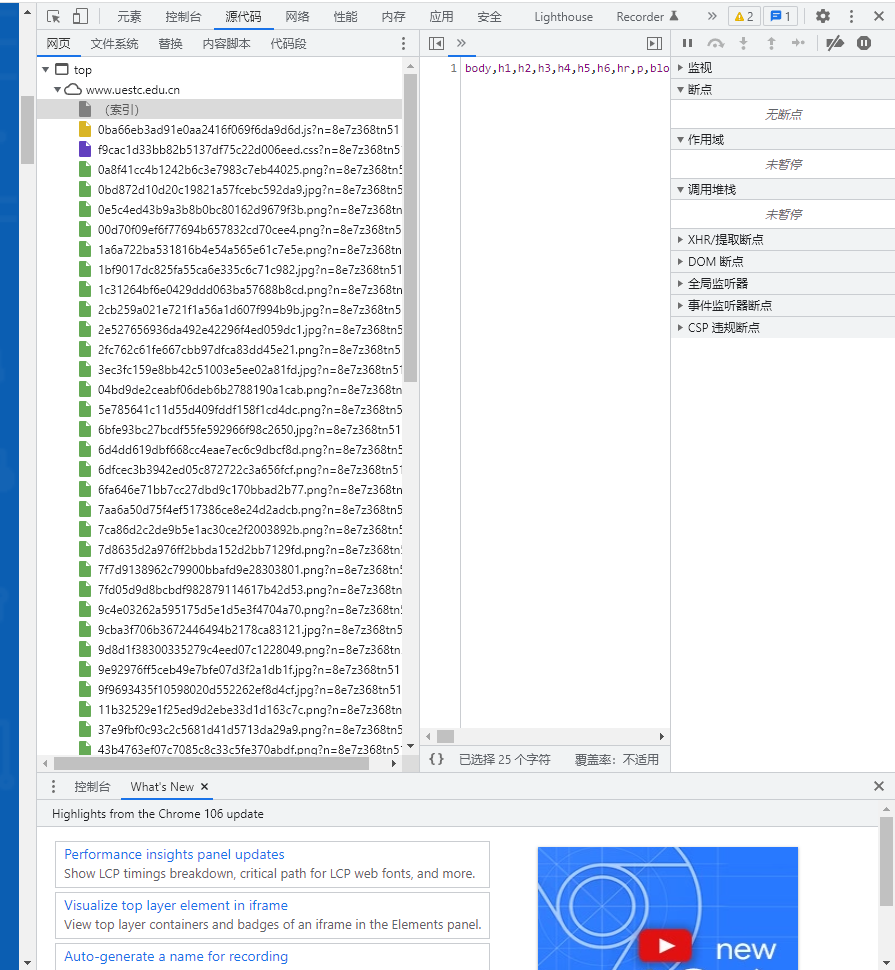 元素 控制台 源代码 网络 性能 内存 应用 安全 Lighthouse Recorder » 2 1
网页 文件系统 替换 内容脚本 代码段 »
top
www.uestc.edu.cn
（索引）
0ba66eb3ad91e0aa2416f069f6da9d6d.js?n=8e7z368tn51
f9cac1d33bb82b5137df75c22d006eed.css?n=8e7z368tn5
0a8f41cc4b1242b6c3e7983c7eb44025.png?n=8e7z368tn
0bd872d10d20c19821a57fcebc592da9.jpg?n=8e7z368tn5
0e5c4ed43b9a3b8b0bc80162d9679f3b.png?n=8e7z368tn
00d70f09ef6f77694b657832cd70cee4.png?n=8e7z368tn5
1a6a722ba531816b4e54a565e61c7e5e.png?n=8e7z368tn
1bf9017dc825fa55ca6e335c6c71c982.jpg?n=8e7z368tn51
1c31264bf6e0429ddd063ba57688b8cd.png?n=8e7z368tn
2cb259a021e721f1a56a1d607f994b9b.jpg?n=8e7z368tn5
2e527656936da492e42296f4ed059dc1.jpg?n=8e7z368tn5
2fc762c61fe667cbb97dfca83dd45e21.png?n=8e7z368tn5
3ec3fc159e8bb42c51003e5ee02a81fd.jpg?n=8e7z368tn5
04bd9de2ceabf06deb6b2788190a1cab.png?n=8e7z368tn
5e785641c11d55d409fddf158f1cd4dc.png?n=8e7z368tn5
6bfe93bc27bcdf55fe592966f98c2650.jpg?n=8e7z368tn51
6d4dd619dbf668cc4eae7ec6c9dbcf8d.png?n=8e7z368tn
6dfcec3b3942ed05c872722c3a656fcf.png?n=8e7z368tn51
6fa646e71bb7cc27dbd9c170bbad2b77.png?n=8e7z368tn
7aa6a50d75f4ef517386ce8e24d2adcb.png?n=8e7z368tn
7ca86d2c2de9b5e1ac30ce2f2003892b.png?n=8e7z368tn
7d8635d2a976ff2bbda152d2bb7129fd.png?n=8e7z368tn5
7f7d9138962c79900bbafd9e28303801.png?n=8e7z368tn5
7fd05d9d8bcbdf982879114617b42d53.png?n=8e7z368tn
9c4e03262a595175d5e1d5e3f4704a70.png?n=8e7z368tn5
9cba3f706b3672446494b2178ca83121.jpg?n=8e7z368tn5
9d8d1f38300335279c4eed07c1228049.png?n=8e7z368tn
9e92976ff5ceb49e7bfe07d3f2a1db1f.jpg?n=8e7z368tn51
9f9693435f10598020d552262ef8d4cf.jpg?n=8e7z368tn51
11b32529e1f25ed9d2ebe33d1d163c7c.png?n=8e7z368tn
37e9fbf0c93c2c5681d41d5713da29a9.png?n=8e7z368tn5
43b4763ef07c7085c8c33c5fe370abdf.png?n=8e7z368tn51
1 body,h1,h2,h3,h4,h5,h6,hr,p,blo
{} 已选择 25 个字符 覆盖率：不适用
监视
断点
无断点
作用域
未暂停
调用堆栈
未暂停
XHR/提取断点
DOM 断点
全局监听器
事件监听器断点
CSP 违规断点
控制台 What's New
Highlights from the Chrome 106 update
Performance insights panel updates
Show LCP timings breakdown, critical path for LCP web fonts, and more.
Visualize top layer element in iframe
View top layer containers and badges of an iframe in the Elements panel.
Auto-generate a name for recording
new